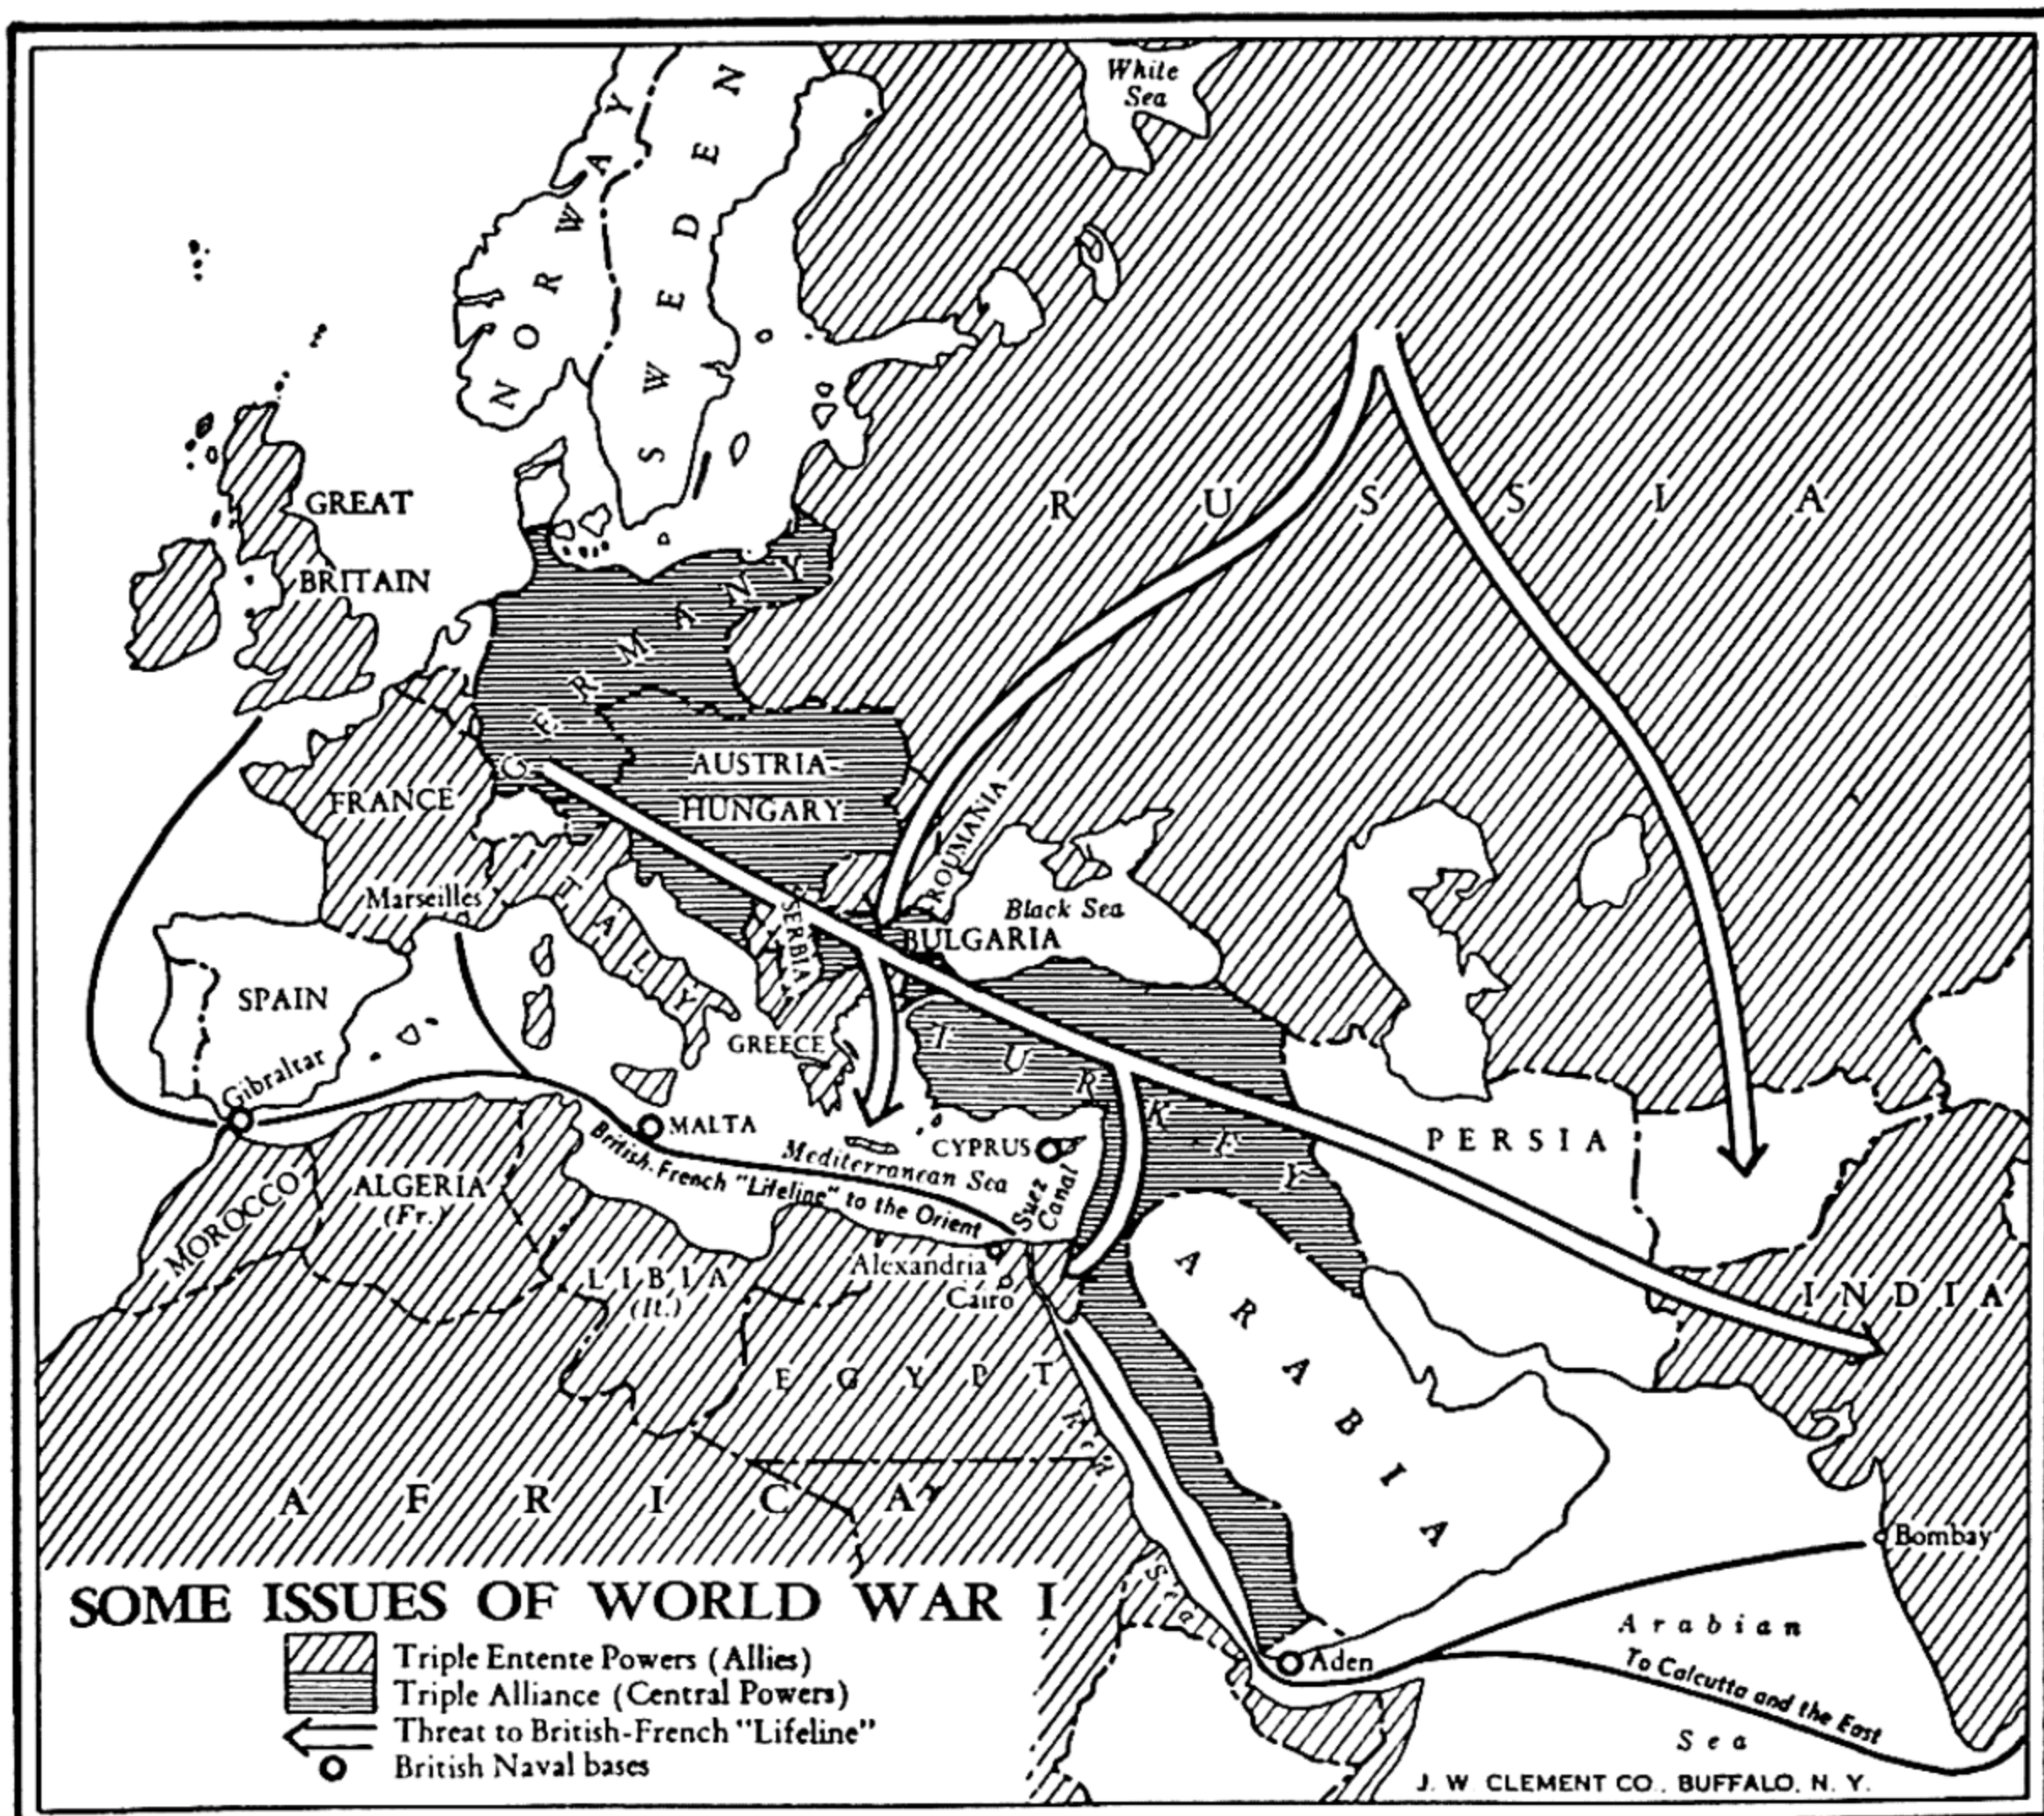 White
Sea
NORWAY
SWEDEN
GREAT
BRITAIN
RUSSIA
GERMANY
AUSTRIA-
HUNGARY
FRANCE
ROUMANIA
Marseilles
ITALY
SERBIA
Black Sea
BULGARIA
SPAIN
GREECE
TURKEY
Gibraltar
MALTA
CYPRUS
PERSIA
Mediterranean Sea
British-French "Lifeline" to the Orient
Suez
Canal
MOROCCO
ALGERIA
(Fr.)
LIBIA
(It.)
Alexandria
Cairo
ARABIA
INDIA
EGYPT
Red
Sea
AFRICA
Bombay
Aden
Arabian
Sea
To Calcutta and the East
SOME ISSUES OF WORLD WAR I
Triple Entente Powers (Allies)
Triple Alliance (Central Powers)
Threat to British-French "Lifeline"
British Naval bases
J. W. CLEMENT CO., BUFFALO, N. Y.